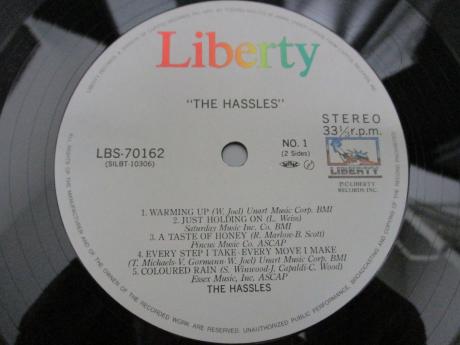 Liberty
"THE HASSLES"
STEREO
33⅓ r.p.m.
LBS-70162
(SILBT-10306)
NO. 1
(2 Sides)
LIBERTY
P.C.LIBERTY
RECORDS INC.
1. WARMING UP (W. Joel) Unart Music Corp. BMI
2. JUST HOLDING ON (L. Weiss)
Saturday Music Inc. Co. BMI
3. A TASTE OF HONEY (R. Marlow-B. Scott)
Pincus Music Co. ASCAP
4. EVERY STEP I TAKE-EVERY MOVE I MAKE
(T. Michaels-V. Gormann-W. Joel) Unart Music Corp. BMI
5. COLOURED RAIN (S. Winwood-J. Capaldi-C. Wood)
Essex Music, Inc. ASCAP
THE HASSLES
ALL RIGHTS OF THE MANUFACTURER AND OF THE OWNER OF THE RECORDED WORK ARE RESERVED. UNAUTHORIZED PUBLIC PERFORMANCE, BROADCASTING AND COPYING OF THIS RECORD